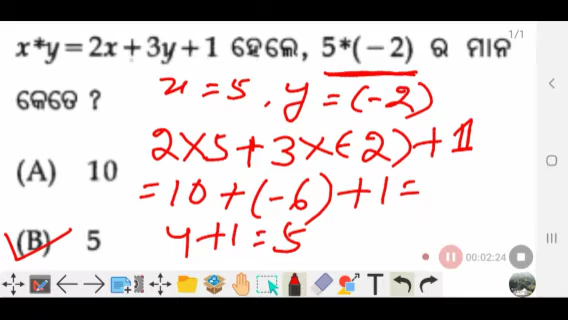 1/1
x*y=2x+3y+1 ହେଲେ, 5*(−2) ର ମାନ
କେତେ ?
x = 5, y = (-2)
(A) 10
2×5+3×(-2)+1
=10+(-6)+1=
(B) 5
4+1=5
00:02:24
T